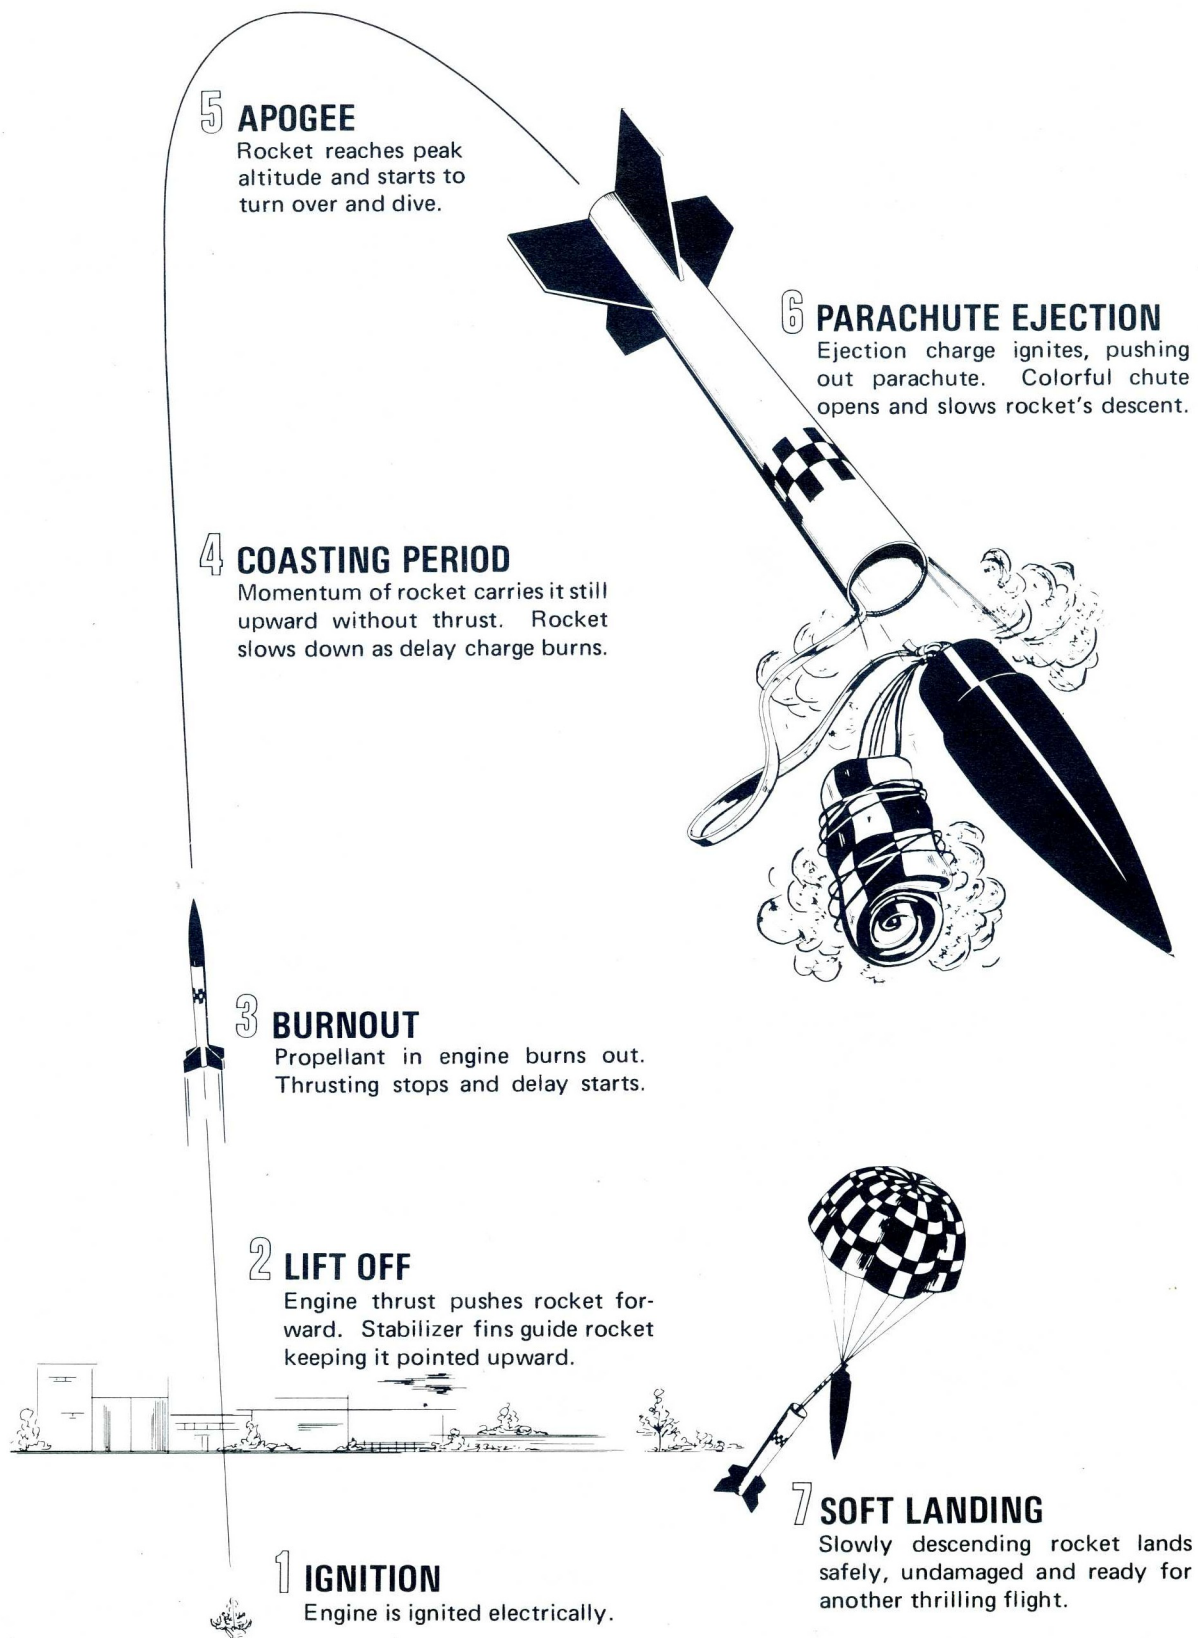 5 APOGEE
Rocket reaches peak
altitude and starts to
turn over and dive.
6 PARACHUTE EJECTION
Ejection charge ignites, pushing
out parachute. Colorful chute
opens and slows rocket's descent.
4 COASTING PERIOD
Momentum of rocket carries it still
upward without thrust. Rocket
slows down as delay charge burns.
3 BURNOUT
Propellant in engine burns out.
Thrusting stops and delay starts.
2 LIFT OFF
Engine thrust pushes rocket for-
ward. Stabilizer fins guide rocket
keeping it pointed upward.
7 SOFT LANDING
Slowly descending rocket lands
safely, undamaged and ready for
another thrilling flight.
1 IGNITION
Engine is ignited electrically.